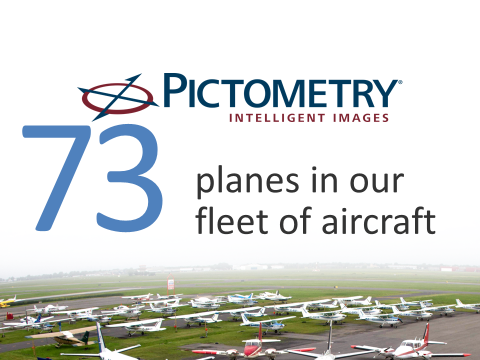 PICTOMETRY®
INTELLIGENT IMAGES
73
planes in our
fleet of aircraft